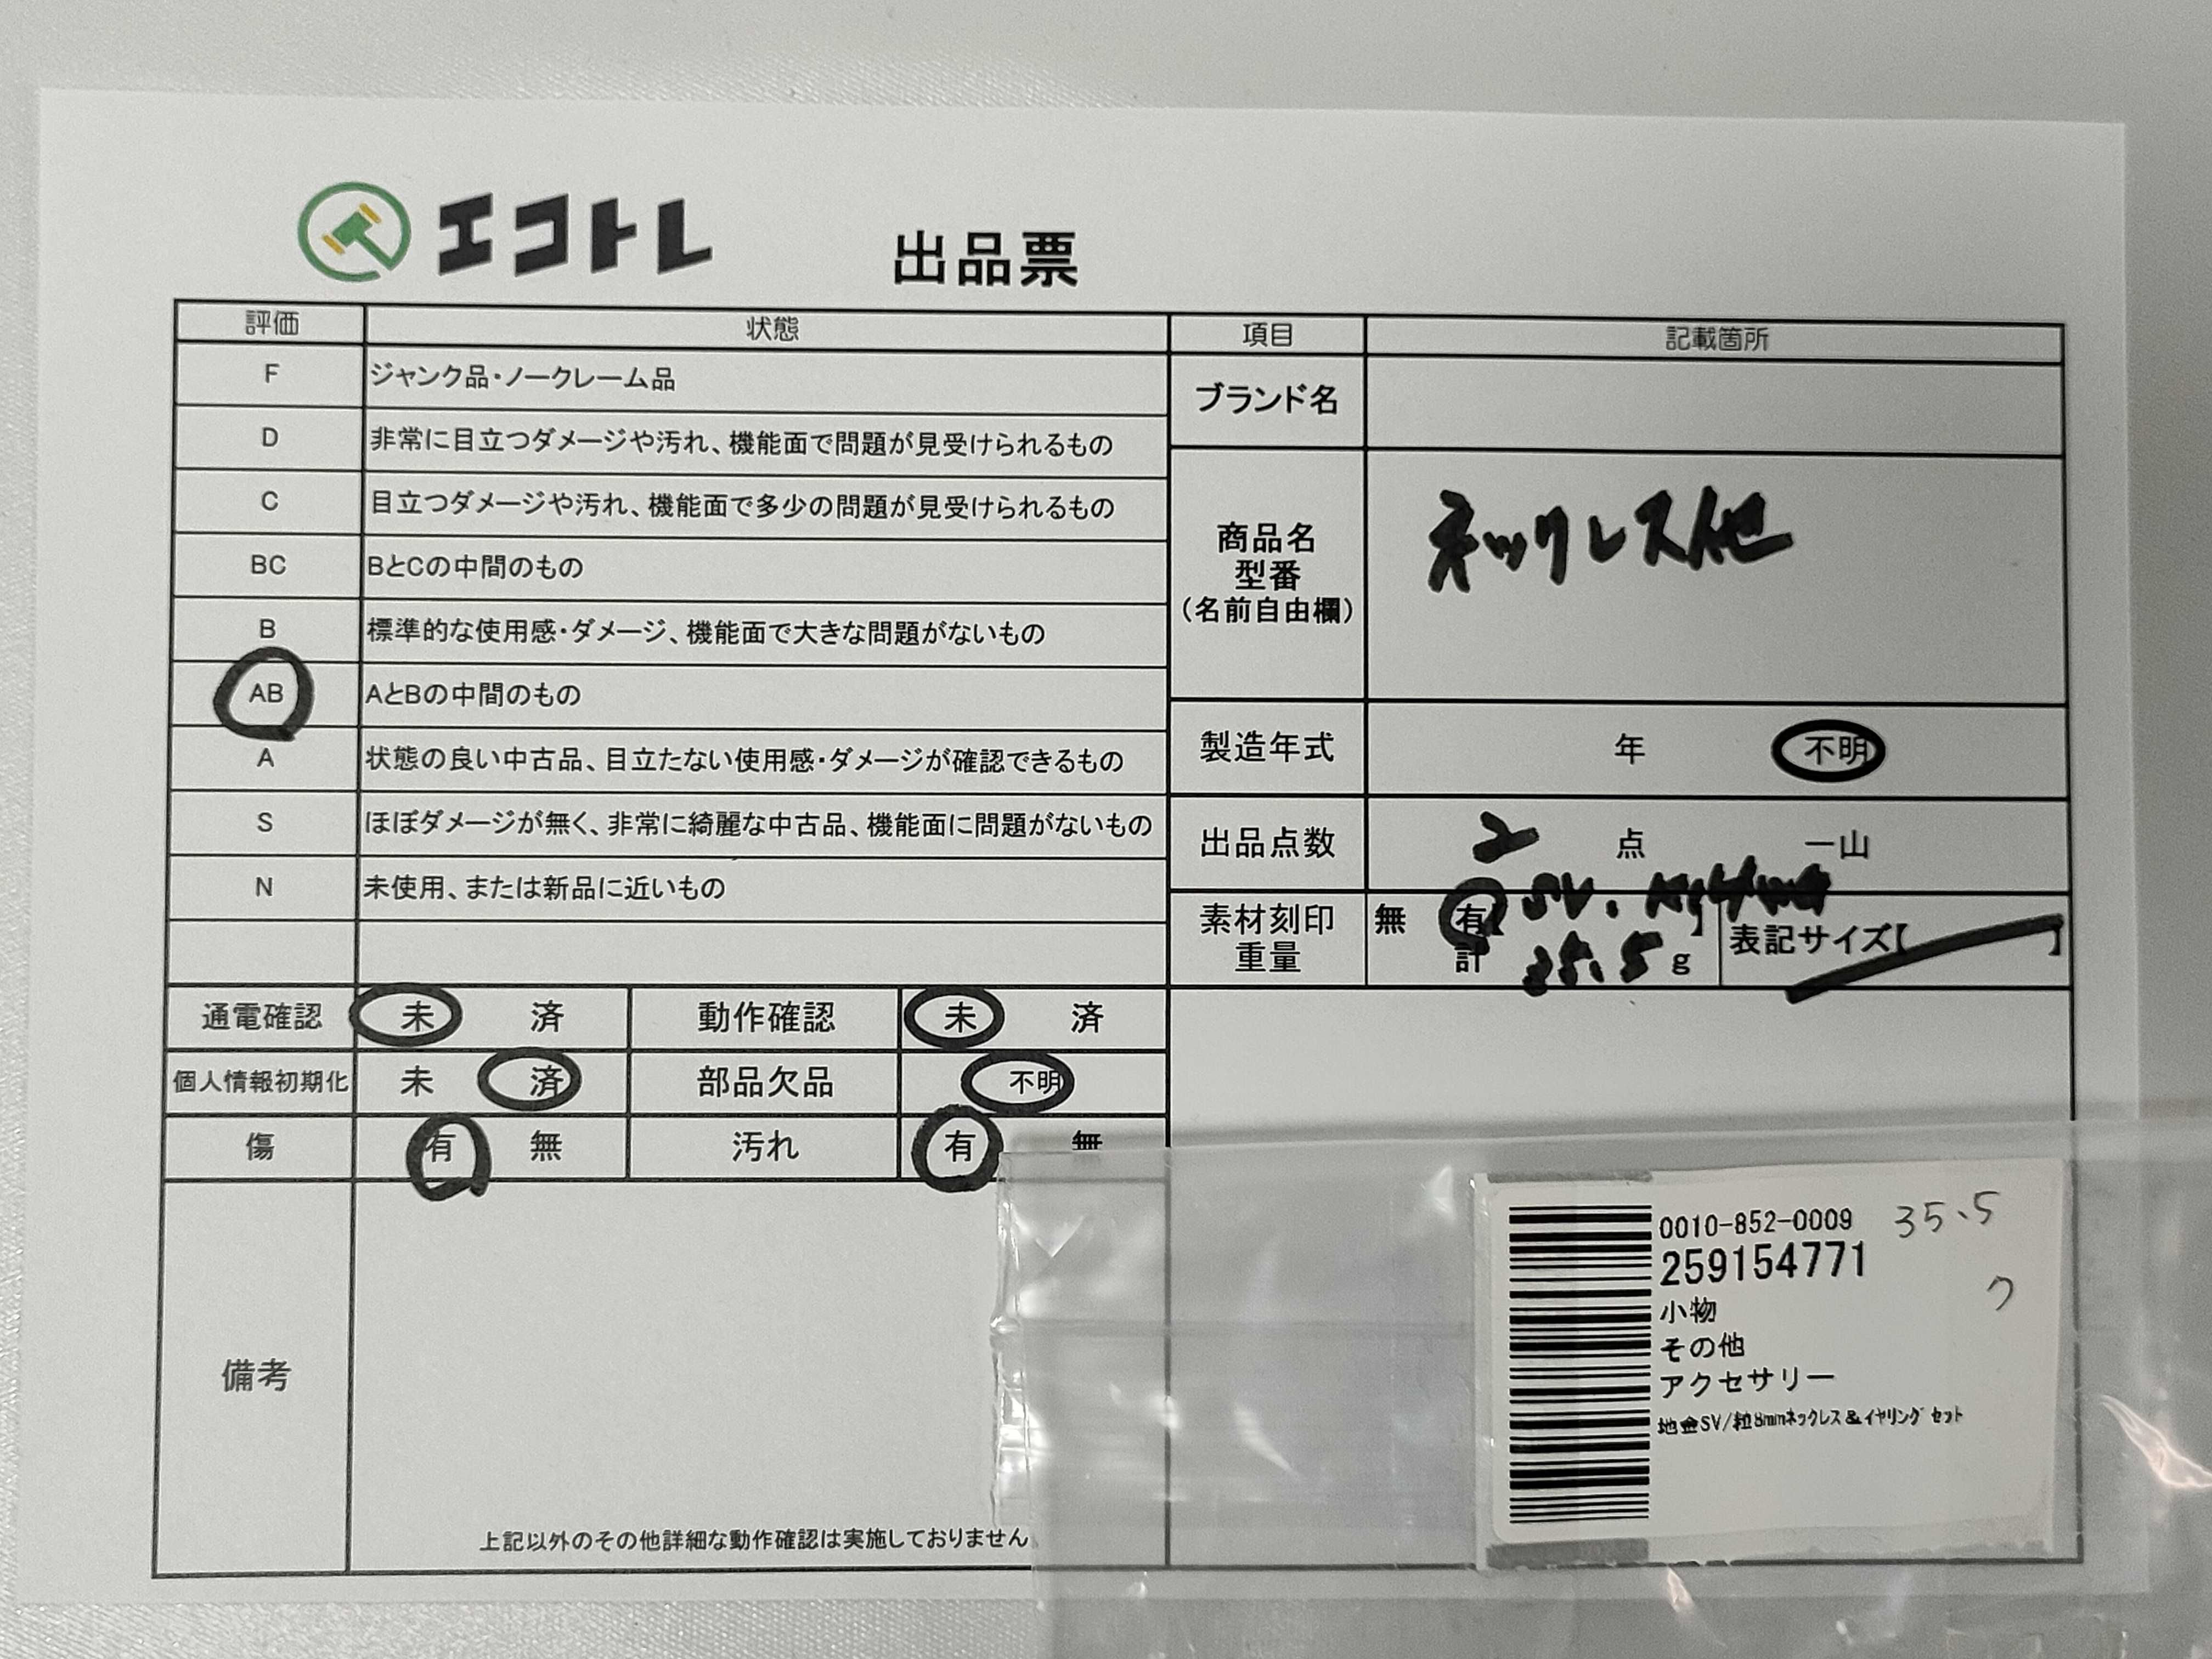 エコトレ
出品票
評価 状態
F ジャンク品・ノークレーム品
D 非常に目立つダメージや汚れ、機能面で問題が見受けられるもの
C 目立つダメージや汚れ、機能面で多少の問題が見受けられるもの
BC BとCの中間のもの
B 標準的な使用感・ダメージ、機能面で大きな問題がないもの
AB AとBの中間のもの
A 状態の良い中古品、目立たない使用感・ダメージが確認できるもの
S ほぼダメージが無く、非常に綺麗な中古品、機能面に問題がないもの
N 未使用、または新品に近いもの
通電確認 未 済 動作確認 未 済
個人情報初期化 未 済 部品欠品 不明
傷 有 無 汚れ 有 無
備考
上記以外のその他詳細な動作確認は実施しておりません
項目 記載箇所
ブランド名
商品名
型番
(名前自由欄)
ネックレス他
製造年式 年 不明
出品点数 2 点 一山
素材刻印
重量
無 有【 SV. 】
計 35.5 g
表記サイズ【 】
0010-852-0009 35.5
259154771
小物
その他
アクセサリー
地金SV/粒8mmネックレス&イヤリングセット